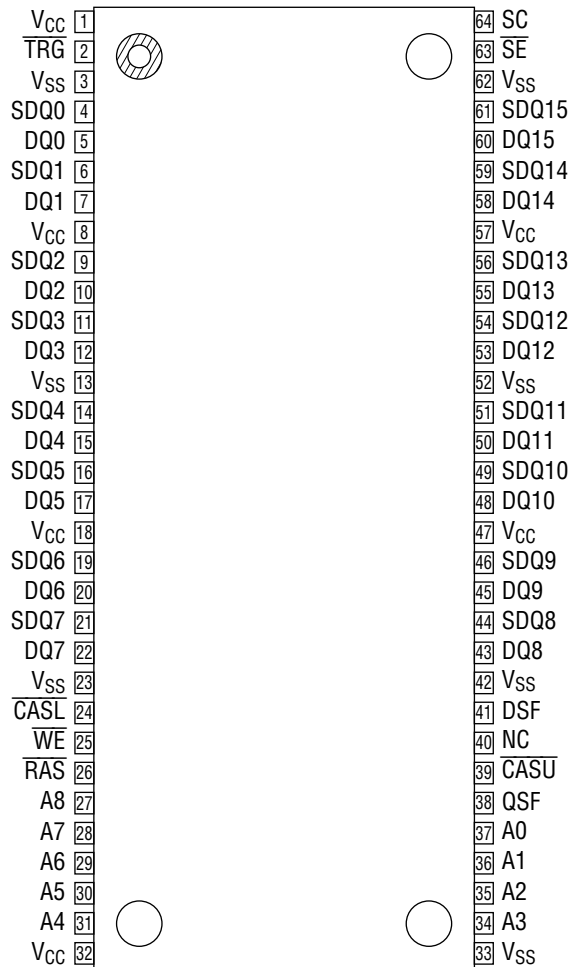 VCC 1 64 SC
TRG 2 63 SE
VSS 3 62 VSS
SDQ0 4 61 SDQ15
DQ0 5 60 DQ15
SDQ1 6 59 SDQ14
DQ1 7 58 DQ14
VCC 8 57 VCC
SDQ2 9 56 SDQ13
DQ2 10 55 DQ13
SDQ3 11 54 SDQ12
DQ3 12 53 DQ12
VSS 13 52 VSS
SDQ4 14 51 SDQ11
DQ4 15 50 DQ11
SDQ5 16 49 SDQ10
DQ5 17 48 DQ10
VCC 18 47 VCC
SDQ6 19 46 SDQ9
DQ6 20 45 DQ9
SDQ7 21 44 SDQ8
DQ7 22 43 DQ8
VSS 23 42 VSS
CASL 24 41 DSF
WE 25 40 NC
RAS 26 39 CASU
A8 27 38 QSF
A7 28 37 A0
A6 29 36 A1
A5 30 35 A2
A4 31 34 A3
VCC 32 33 VSS